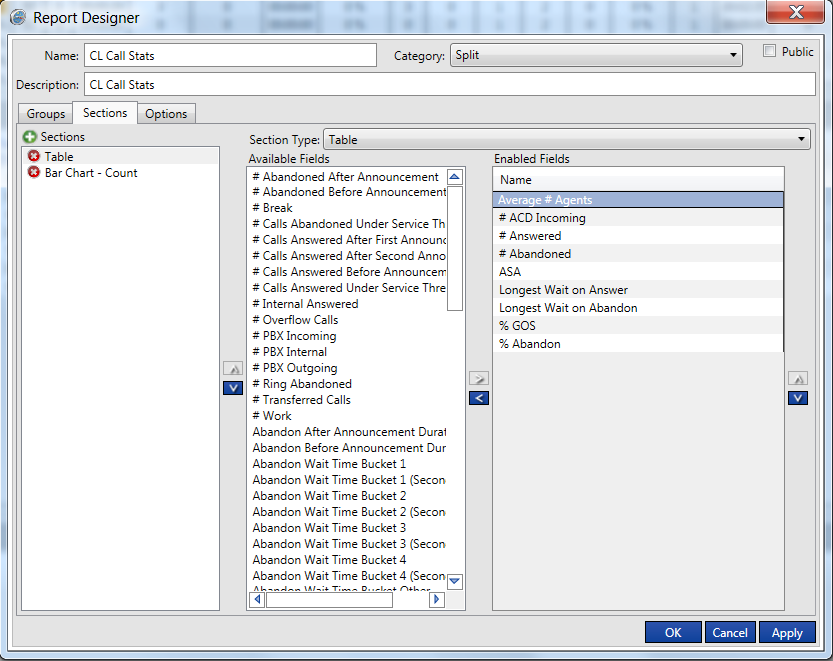 Report Designer
Name: CL Call Stats Category: Split Public
Description: CL Call Stats
Groups Sections Options
Sections
Table
Bar Chart - Count
Section Type: Table
Available Fields
# Abandoned After Announcement
# Abandoned Before Announcement
# Break
# Calls Abandoned Under Service Th
# Calls Answered After First Announc
# Calls Answered After Second Anno
# Calls Answered Before Announcem
# Calls Answered Under Service Thre
# Internal Answered
# Overflow Calls
# PBX Incoming
# PBX Internal
# PBX Outgoing
# Ring Abandoned
# Transferred Calls
# Work
Abandon After Announcement Durat
Abandon Before Announcement Dur
Abandon Wait Time Bucket 1
Abandon Wait Time Bucket 1 (Secon
Abandon Wait Time Bucket 2
Abandon Wait Time Bucket 2 (Secon
Abandon Wait Time Bucket 3
Abandon Wait Time Bucket 3 (Secon
Abandon Wait Time Bucket 4
Abandon Wait Time Bucket 4 (Secon
Abandon Wait Time Bucket Other
Enabled Fields
Name
Average # Agents
# ACD Incoming
# Answered
# Abandoned
ASA
Longest Wait on Answer
Longest Wait on Abandon
% GOS
% Abandon
OK Cancel Apply